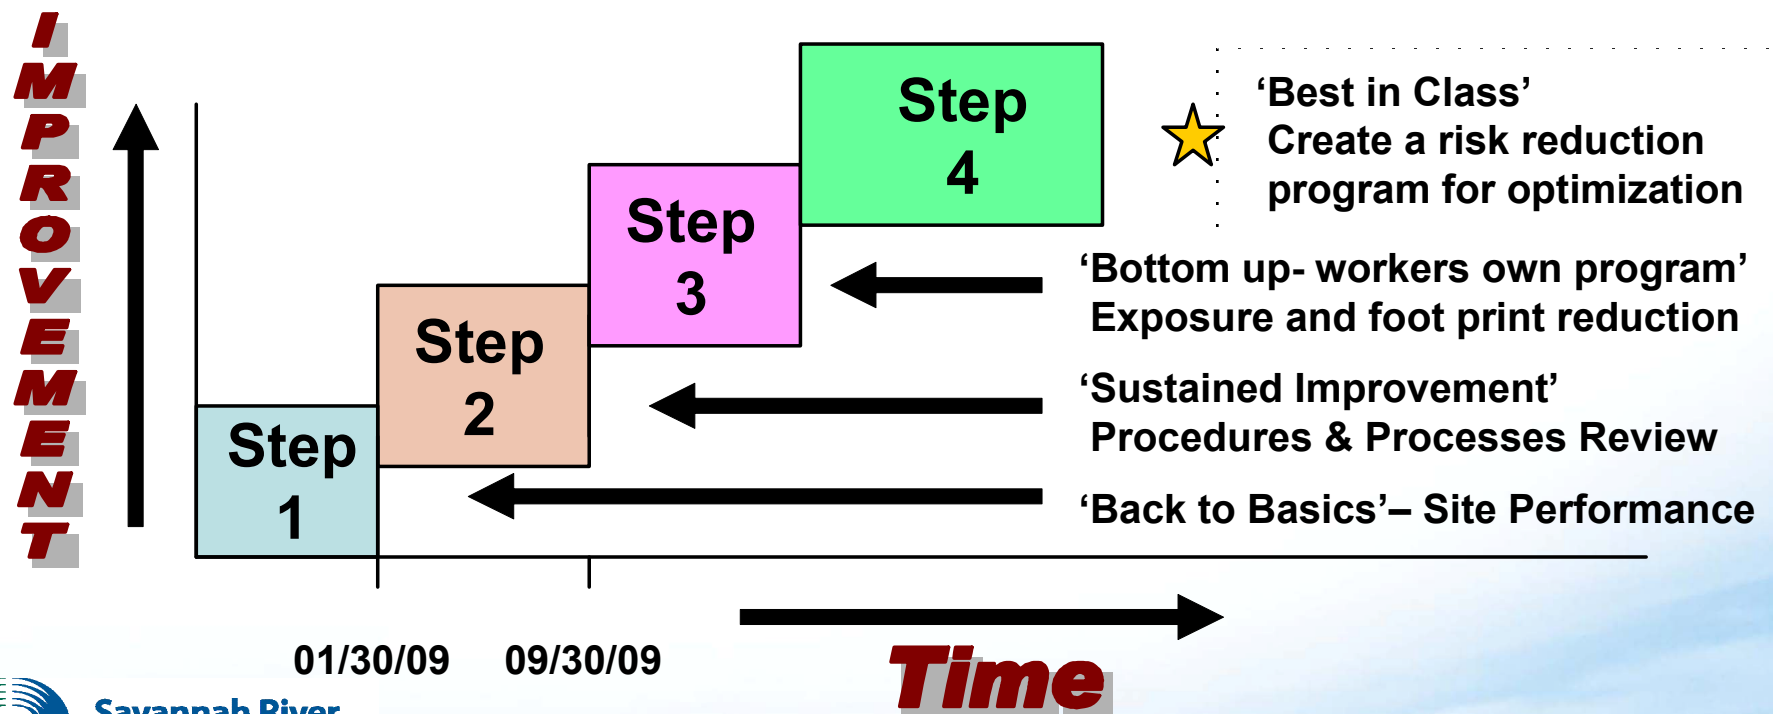 IMPROVEMENT
Step
4
Step
3
Step
2
Step
1
‘Best in Class’
Create a risk reduction
program for optimization
‘Bottom up- workers own program’
Exposure and foot print reduction
‘Sustained Improvement’
Procedures & Processes Review
‘Back to Basics’– Site Performance
01/30/09
09/30/09
Time
Savannah River